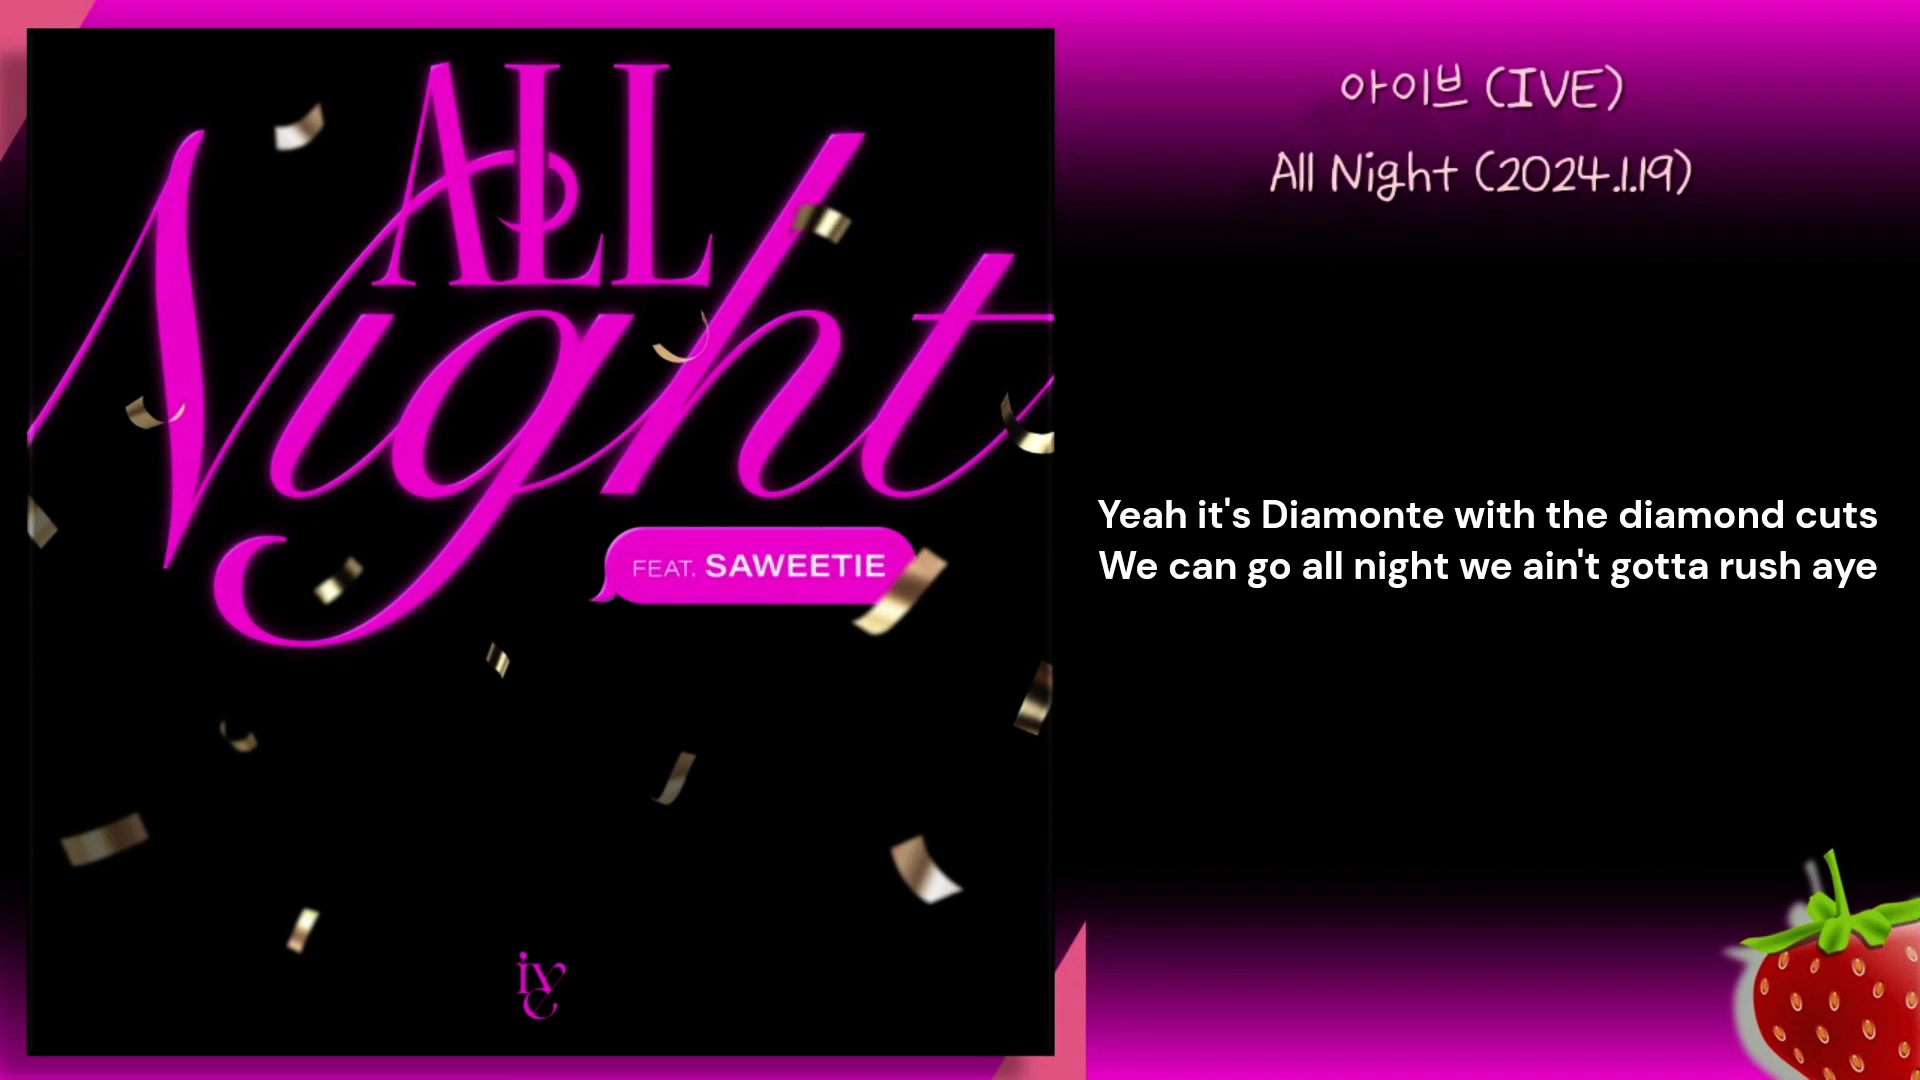 ALL
Night
FEAT. SAWEETIE
ive
아이브 (IVE)
All Night (2024.1.19)
Yeah it's Diamonte with the diamond cuts
We can go all night we ain't gotta rush aye